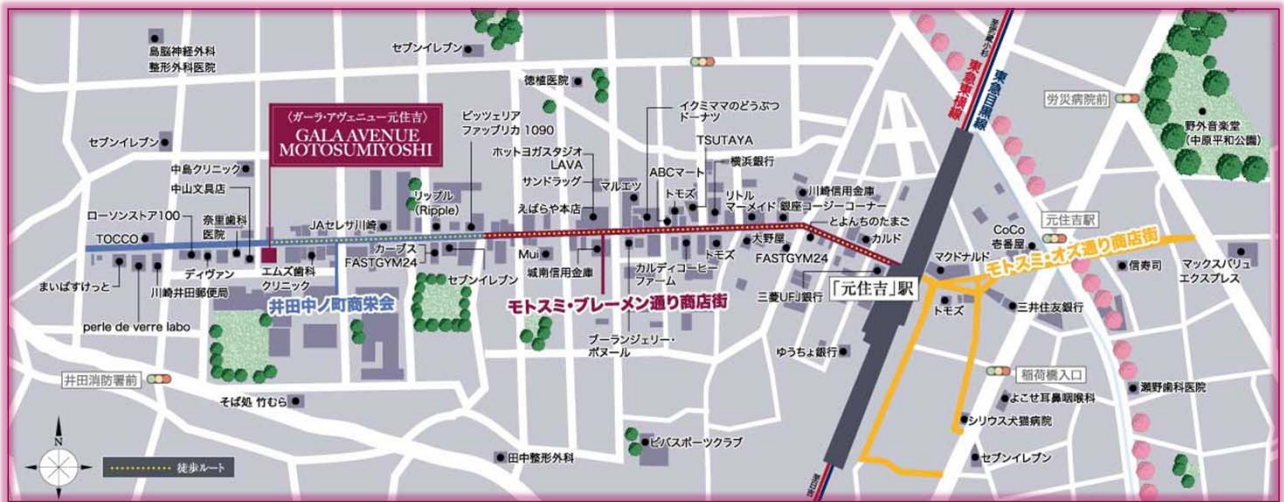 島脳神経外科
整形外科医院
セブンイレブン
徳植医院
東急東横線
東急目黒線
労災病院前
野外音楽堂
(中原平和公園)
〈ガーラ・アヴェニュー元住吉〉
GALA AVENUE
MOTOSUMIYOSHI
ピッツェリア
ファップリカ 1090
イクミママのどうぶつ
ドーナツ
TSUTAYA
セブンイレブン
ホットヨガスタジオ
LAVA
ABCマート
横浜銀行
中島クリニック
サンドラッグ
マルエツ
トモズ
リトル
マーメイド
川崎信用金庫
中山文具店
リップル
(Ripple)
えばらや本店
銀座コージーコーナー
ローソンストア100
奈里歯科
医院
JAセレサ川崎
とよんちのたまご
元住吉駅
CoCo
壱番屋
TOCCO
カーブス
FASTGYM24
Mui
大野屋
カルド
モトスミ・オズ通り商店街
まいばすけっと
ディヴァン
エムズ歯科
クリニック
城南信用金庫
カルディコーヒー
ファーム
トモズ
FASTGYM24
マクドナルド
信寿司
マックスバリュ
エクスプレス
川崎井田郵便局
セブンイレブン
「元住吉」駅
三菱UFJ銀行
井田中ノ町商栄会
モトスミ・ブレーメン通り商店街
トモズ
三井住友銀行
perle de verre labo
ブーランジェリー・
ボヌール
ゆうちょ銀行
井田消防署前
稲荷橋入口
瀬野歯科医院
そば処 竹むら
よこせ耳鼻咽喉科
シリウス犬猫病院
ビバスポーツクラブ
田中整形外科
セブンイレブン
N
徒歩ルート